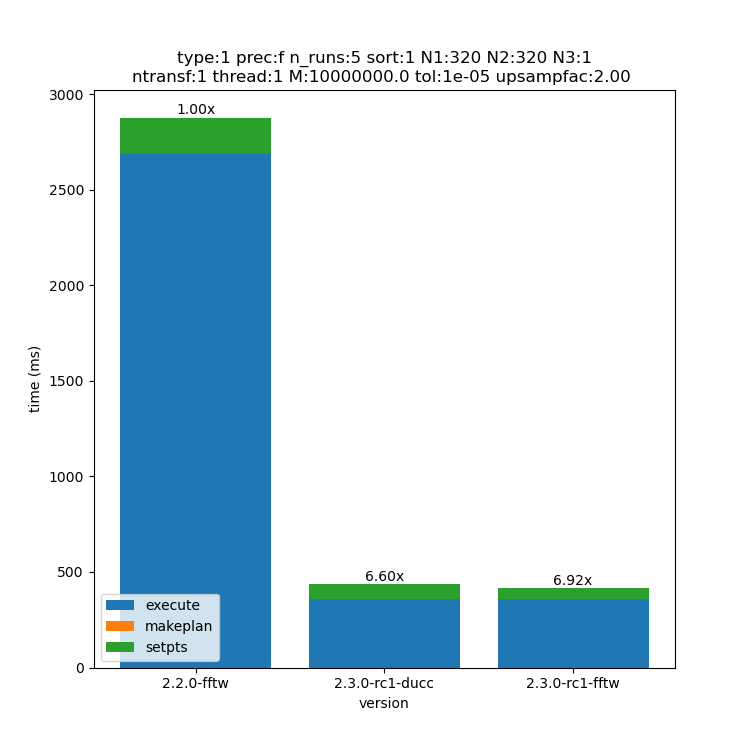 type:1 prec:f n_runs:5 sort:1 N1:320 N2:320 N3:1
ntransf:1 thread:1 M:10000000.0 tol:1e-05 upsampfac:2.00
3000
2500
2000
1500
1000
500
0
time (ms)
1.00x
6.60x
6.92x
execute
makeplan
setpts
2.2.0-fftw
2.3.0-rc1-ducc
2.3.0-rc1-fftw
version